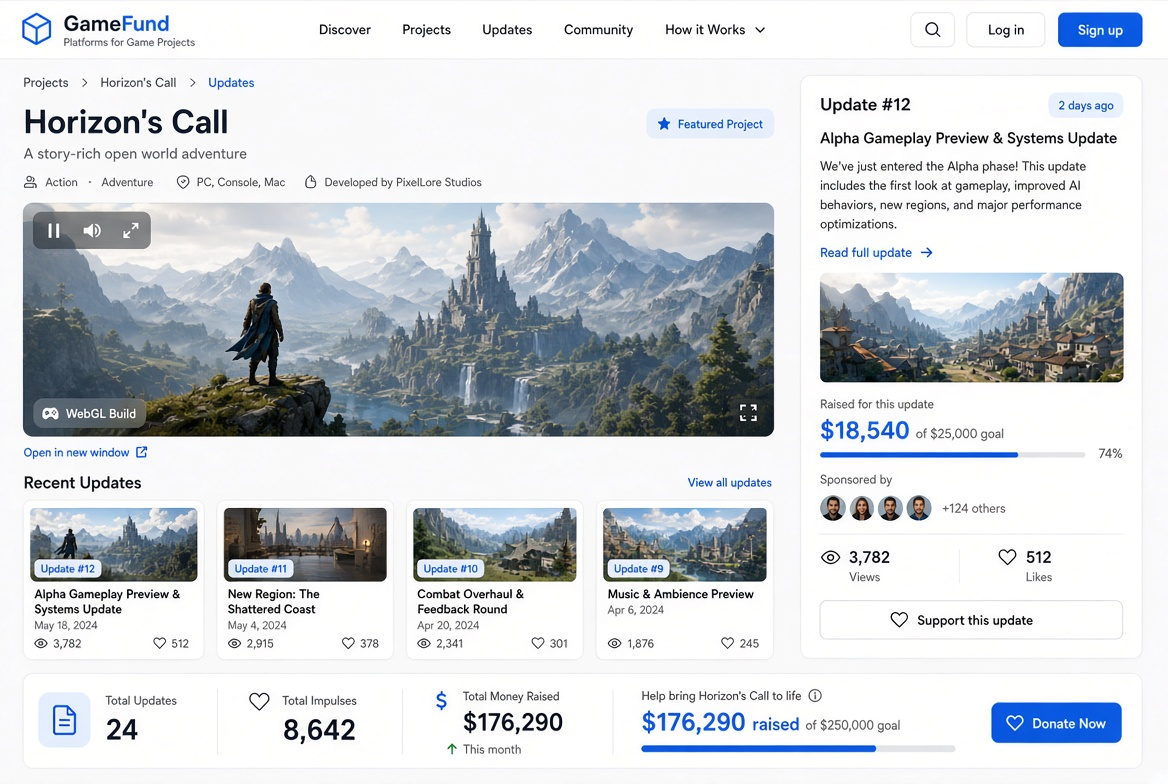 GameFund
Platforms for Game Projects
Discover
Projects
Updates
Community
How it Works
Log in
Sign up
Projects > Horizon's Call > Updates
Horizon's Call
A story-rich open world adventure
Action · Adventure
PC, Console, Mac
Developed by PixelLore Studios
Featured Project
WebGL Build
Open in new window
Recent Updates
View all updates
Update #12
Alpha Gameplay Preview &
Systems Update
May 18, 2024
3,782
512
Update #11
New Region: The
Shattered Coast
May 4, 2024
2,915
378
Update #10
Combat Overhaul &
Feedback Round
Apr 20, 2024
2,341
301
Update #9
Music & Ambience Preview
Apr 6, 2024
1,876
245
Update #12
2 days ago
Alpha Gameplay Preview & Systems Update
We've just entered the Alpha phase! This update
includes the first look at gameplay, improved AI
behaviors, new regions, and major performance
optimizations.
Read full update
Raised for this update
$18,540 of $25,000 goal
74%
Sponsored by
+124 others
3,782
Views
512
Likes
Support this update
Total Updates
24
Total Impulses
8,642
$
Total Money Raised
$176,290
This month
Help bring Horizon's Call to life
$176,290 raised of $250,000 goal
Donate Now